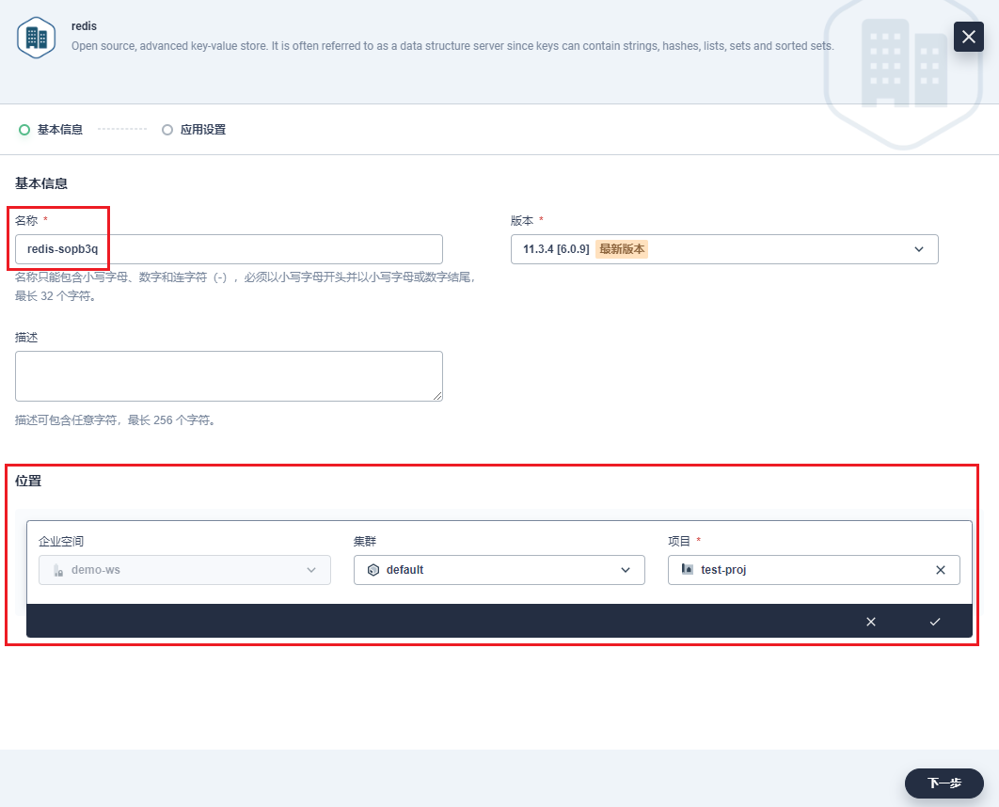 redis
Open source, advanced key-value store. It is often referred to as a data structure server since keys can contain strings, hashes, lists, sets and sorted sets.
基本信息
应用设置
基本信息
名称 *
版本 *
redis-sopb3q
11.3.4 [6.0.9] 最新版本
名称只能包含小写字母、数字和连字符（-），必须以小写字母开头并以小写字母或数字结尾，
最长 32 个字符。
描述
描述可包含任意字符，最长 256 个字符。
位置
企业空间
集群
项目 *
demo-ws
default
test-proj
下一步